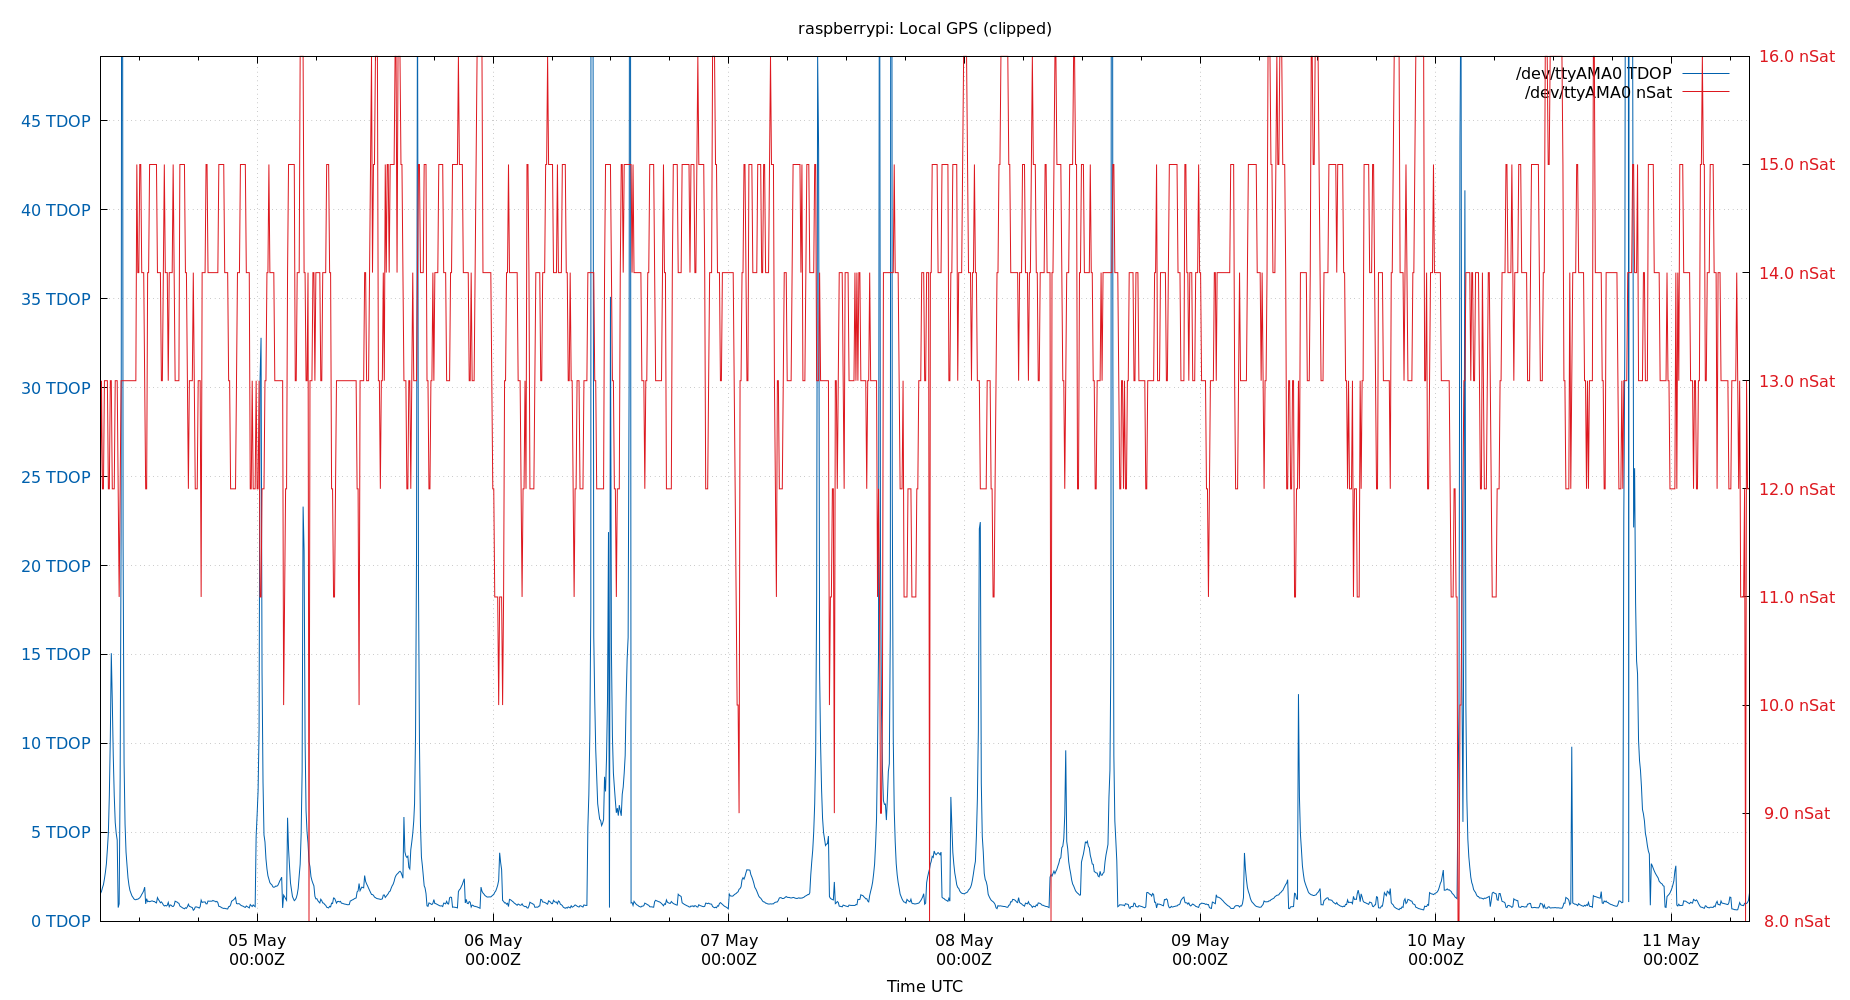 raspberrypi: Local GPS (clipped)
/dev/ttyAMA0 TDOP
/dev/ttyAMA0 nSat
45 TDOP
40 TDOP
35 TDOP
30 TDOP
25 TDOP
20 TDOP
15 TDOP
10 TDOP
5 TDOP
0 TDOP
16.0 nSat
15.0 nSat
14.0 nSat
13.0 nSat
12.0 nSat
11.0 nSat
10.0 nSat
9.0 nSat
8.0 nSat
05 May
00:00Z
06 May
00:00Z
07 May
00:00Z
08 May
00:00Z
09 May
00:00Z
10 May
00:00Z
11 May
00:00Z
Time UTC